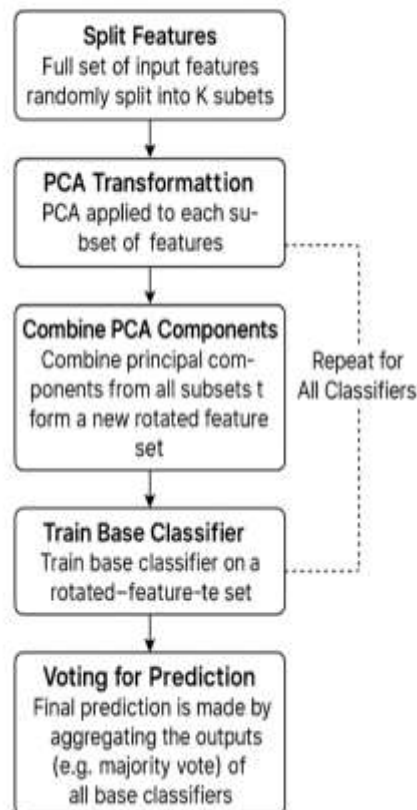 Split Features
Full set of input features
randomly split into K subets
PCA Transformattion
PCA applied to each su-
bset of features
Combine PCA Components
Combine principal com-
ponents from all subsets t
form a new rotated feature
set
Repeat for
All Classifiers
Train Base Classifier
Train base classifier on a
rotated-feature-te set
Voting for Prediction
Final prediction is made by
aggregating the outputs
(e.g. majority vote) of
all base classifiers